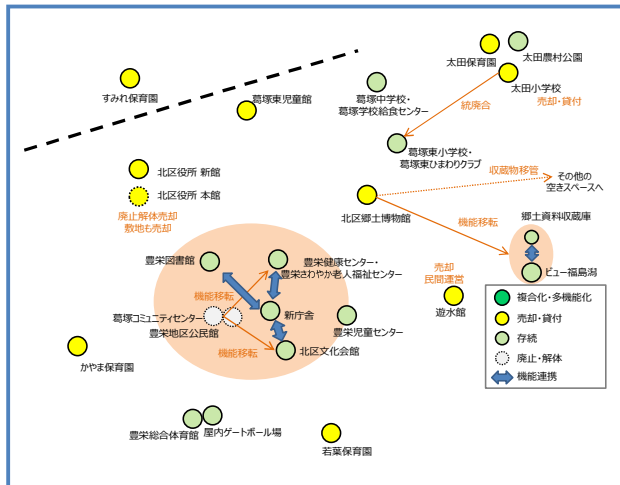 太田保育園
太田農村公園
太田小学校
売却・貸付
すみれ保育園
葛塚東児童館
葛塚中学校・
葛塚学校給食センター
統廃合
葛塚東小学校・
葛塚東ひまわりクラブ
北区役所 新館
北区役所 本館
廃止解体売却
敷地も売却
収蔵物移管
その他の
空きスペースへ
北区郷土博物館
機能移転
郷土資料収蔵庫
ビュー福島潟
豊栄図書館
豊栄健康センター・
豊栄さわやか老人福祉センター
機能移転
葛塚コミュニティセンター
豊栄地区公民館
新庁舎
豊栄児童センター
機能移転
北区文化会館
売却
民間運営
遊水館
かやま保育園
豊栄総合体育館
屋内ゲートボール場
若葉保育園
複合化・多機能化
売却・貸付
存続
廃止・解体
機能連携